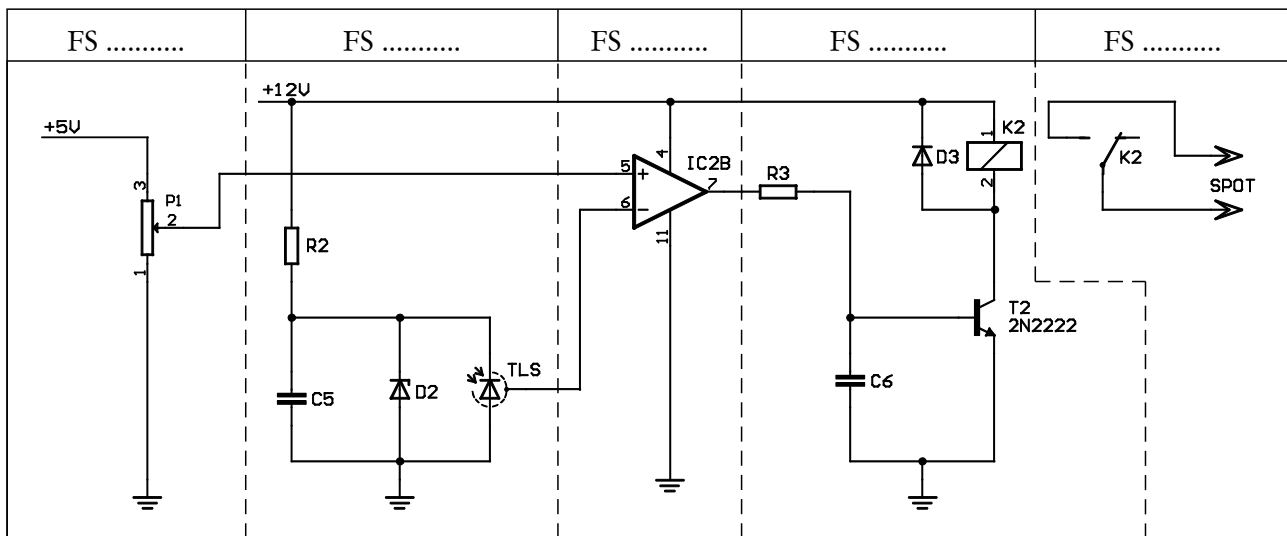 FS ........... FS ........... FS ........... FS ........... FS ...........
+12V
+5V
3
P1
2
1
R2
C5
D2
TLS
5
+
6
-
4
IC2B
7
11
R3
D3
1
K2
2
K2
SPOT
T2
2N2222
C6